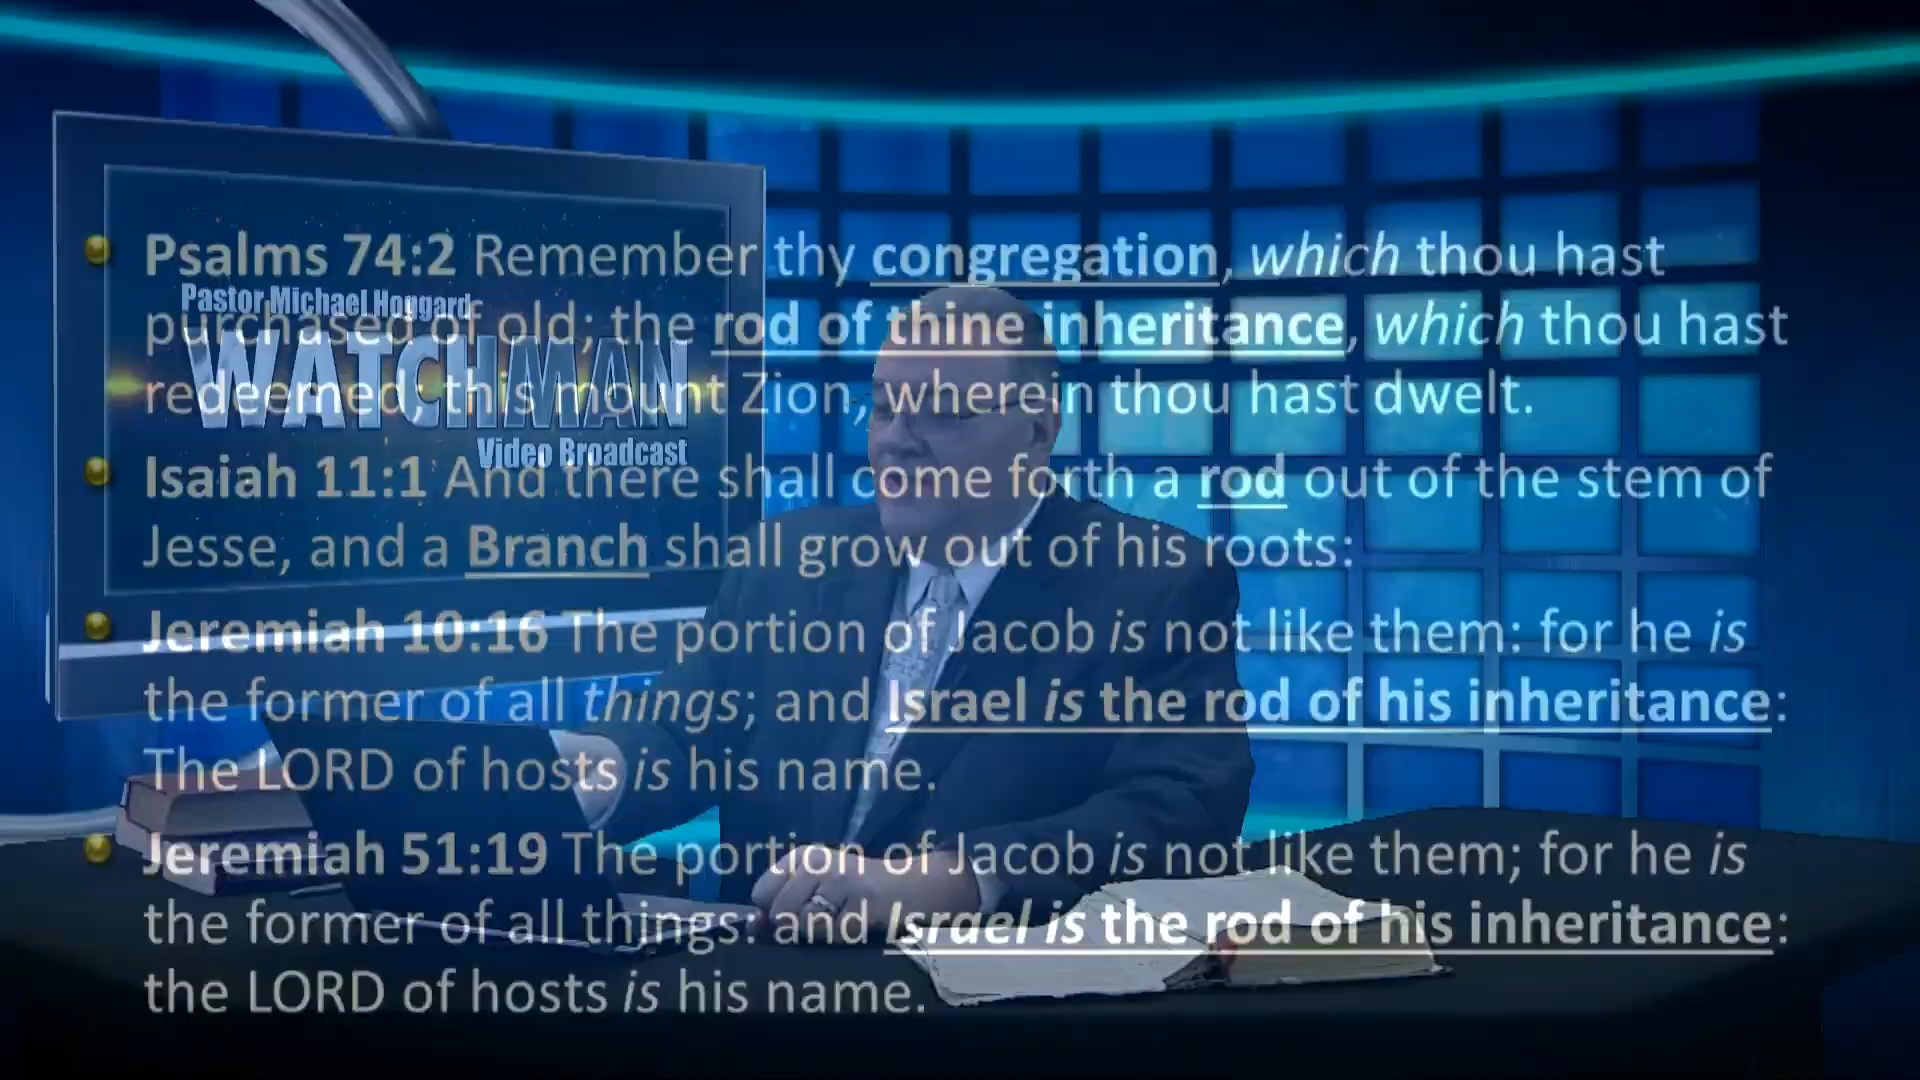 Psalms 74:2 Remember thy congregation, which thou hast
purchased of old; the rod of thine inheritance, which thou hast
redeemed; this mount Zion, wherein thou hast dwelt.
Isaiah 11:1 And there shall come forth a rod out of the stem of
Jesse, and a Branch shall grow out of his roots:
Jeremiah 10:16 The portion of Jacob is not like them: for he is
the former of all things; and Israel is the rod of his inheritance:
The LORD of hosts is his name.
Jeremiah 51:19 The portion of Jacob is not like them; for he is
the former of all things: and Israel is the rod of his inheritance:
the LORD of hosts is his name.
Pastor Michael Hoggard
WATCHMAN
Video Broadcast